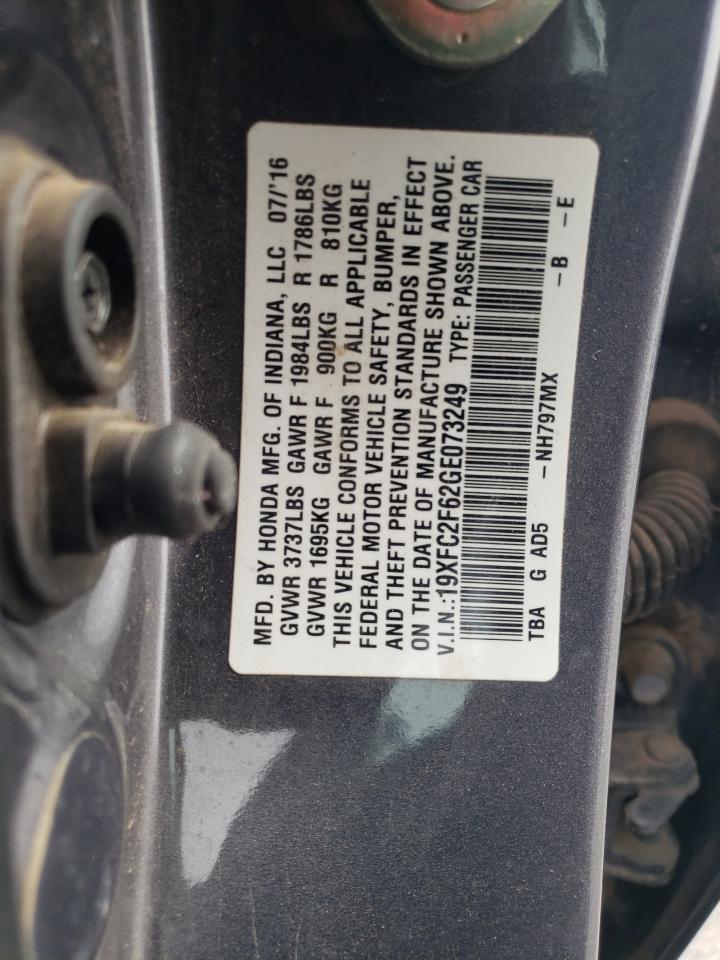 MFD. BY HONDA MFG. OF INDIANA, LLC 07/'16
GVWR 3737LBS GAWR F 1984LBS R 1786LBS
GVWR 1695KG GAWR F 900KG R 810KG
THIS VEHICLE CONFORMS TO ALL APPLICABLE
FEDERAL MOTOR VEHICLE SAFETY, BUMPER,
AND THEFT PREVENTION STANDARDS IN EFFECT
ON THE DATE OF MANUFACTURE SHOWN ABOVE.
V.I.N.:19XFC2F62GE073249 TYPE: PASSENGER CAR
TBA G AD5 -NH797MX -B -E